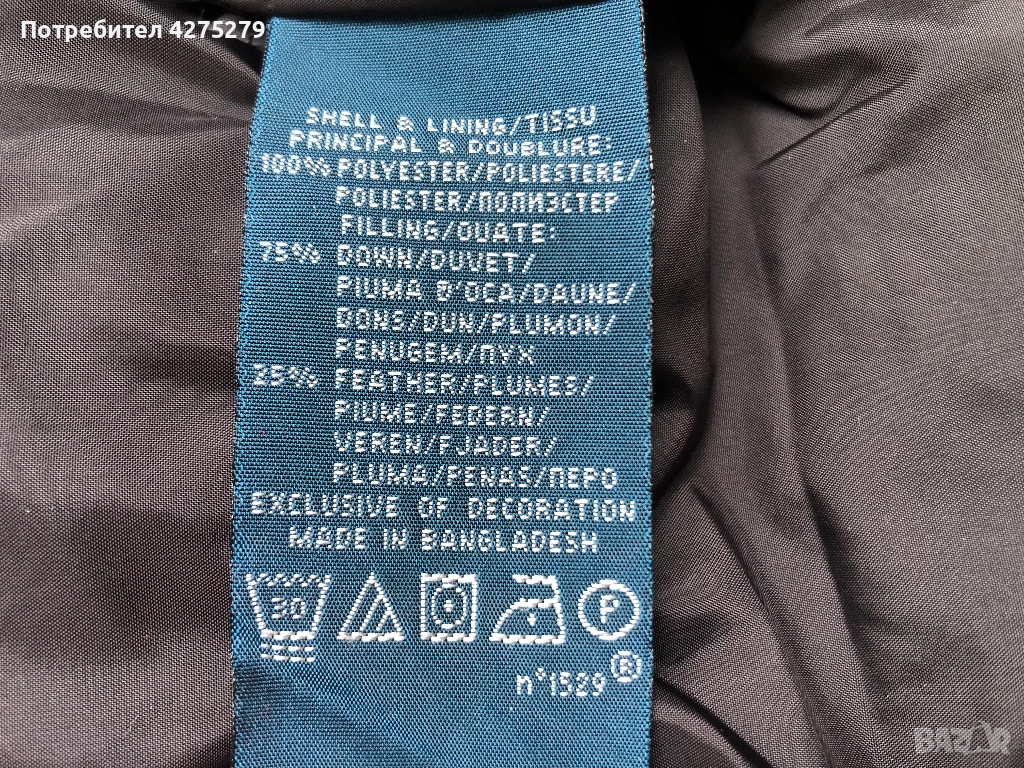 Потребител 4275279
SHELL & LINING/TISSU
PRINCIPAL & DOUBLURE:
100% POLYESTER/POLIESTERE/
POLIESTER/ПОПИЭСТЕР
FILLING/OUATE:
75% DOWN/DUVET/
PIUMA D'OCA/DAUNE/
DONS/DUN/PLUMON/
PENUGEM/ПУХ
25% FEATHER/PLUMES/
PIUME/FEDERN/
VEREN/FJADER/
PLUMA/PENAS/ПЕРО
EXCLUSIVE OF DECORATION
MADE IN BANGLADESH
30
P
n°1529®
BAZAR